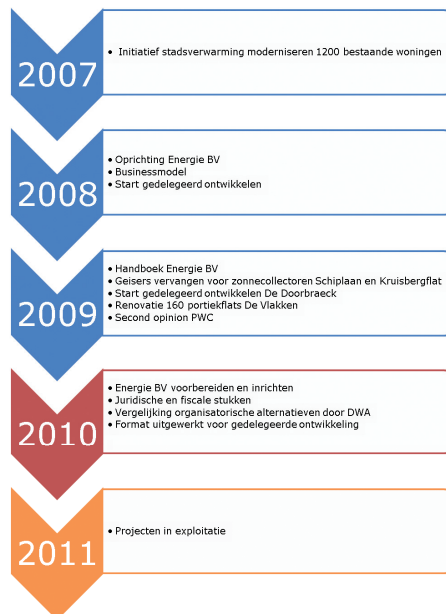 2007
• Initiatief stadsverwarming moderniseren 1200 bestaande woningen
2008
• Oprichting Energie BV
• Businessmodel
• Start gedelegeerd ontwikkelen
2009
• Handboek Energie BV
• Geisers vervangen voor zonnecollectoren Schiplaan en Kruisbergflat
• Start gedelegeerd ontwikkelen De Doorbraeck
• Renovatie 160 portiekflats De Vlakken
• Second opinion PWC
2010
• Energie BV voorbereiden en inrichten
• Juridische en fiscale stukken
• Vergelijking organisatorische alternatieven door DWA
• Format uitgewerkt voor gedelegeerde ontwikkeling
2011
• Projecten in exploitatie